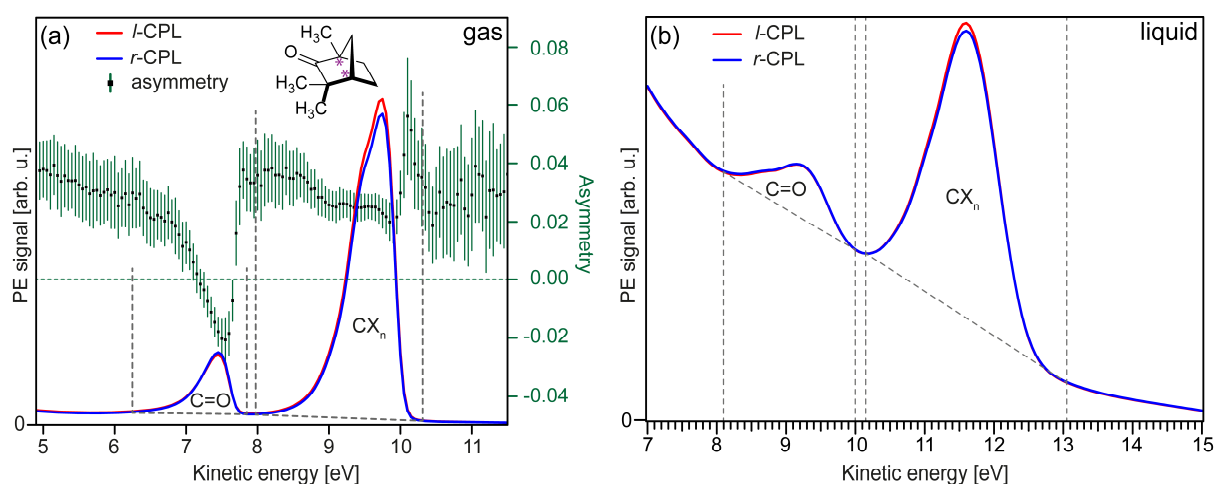 (a)
gas
l-CPL
r-CPL
asymmetry
H₃C
O
H₃C
CH₃
*
*
C=O
CXₙ
PE signal [arb. u.]
0
5 6 7 8 9 10 11
Kinetic energy [eV]
0.08
0.06
0.04
0.02
0.00
-0.02
-0.04
Asymmetry
(b)
liquid
l-CPL
r-CPL
C=O
CXₙ
PE signal [arb. u.]
0
7 8 9 10 11 12 13 14 15
Kinetic energy [eV]